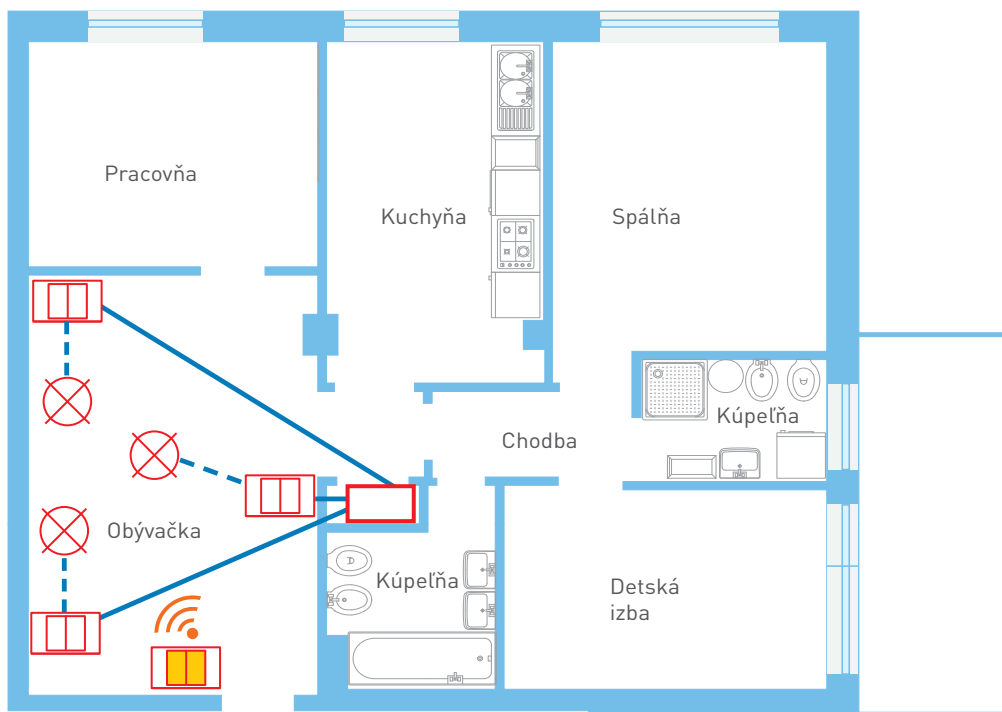 Pracovňa
Kuchyňa
Spálňa
Kúpeľňa
Chodba
Obývačka
Kúpeľňa
Detská
izba